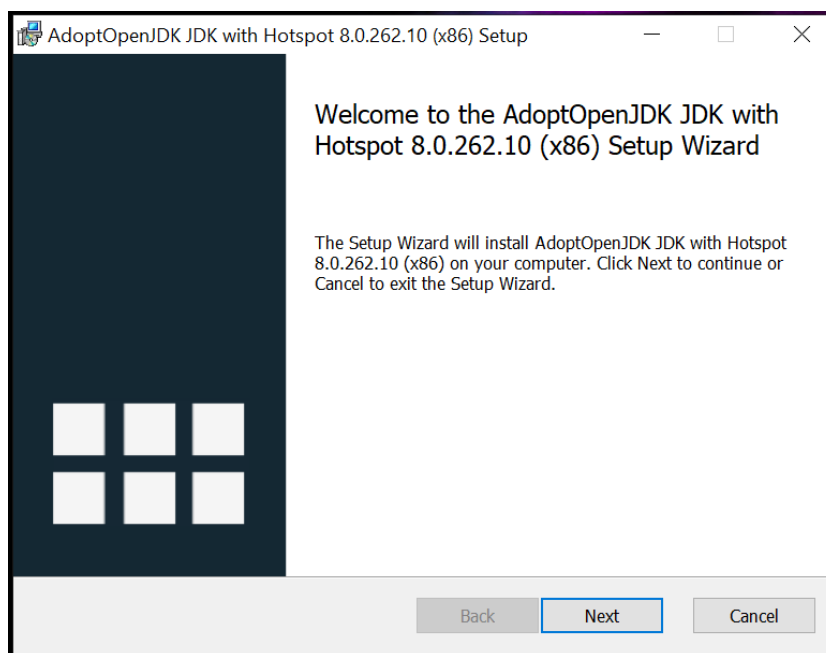 AdoptOpenJDK JDK with Hotspot 8.0.262.10 (x86) Setup
Welcome to the AdoptOpenJDK JDK with
Hotspot 8.0.262.10 (x86) Setup Wizard
The Setup Wizard will install AdoptOpenJDK JDK with Hotspot
8.0.262.10 (x86) on your computer. Click Next to continue or
Cancel to exit the Setup Wizard.
Back Next Cancel